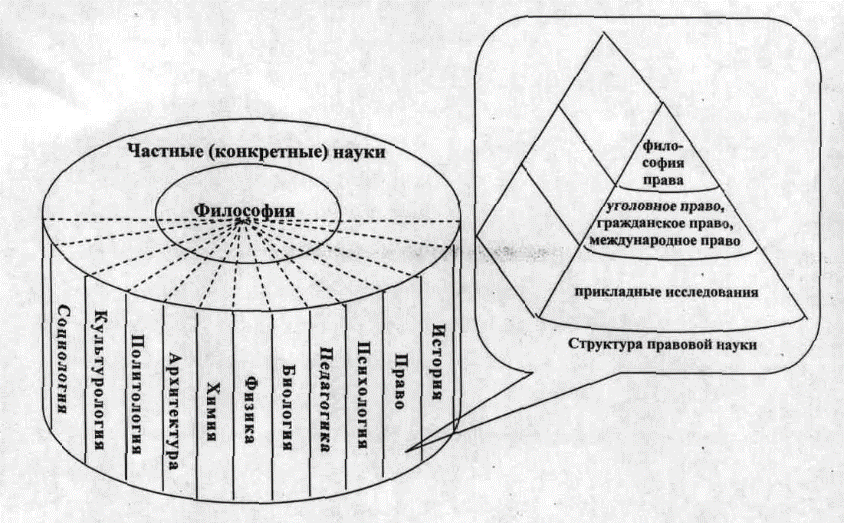 Частные (конкретные) науки
Философия
Социология
Культурология
Политология
Архитектура
Химия
Физика
Биология
Педагогика
Психология
Право
История
фило-
софия
права
уголовное право,
гражданское право,
международное право
прикладные исследования
Структура правовой науки